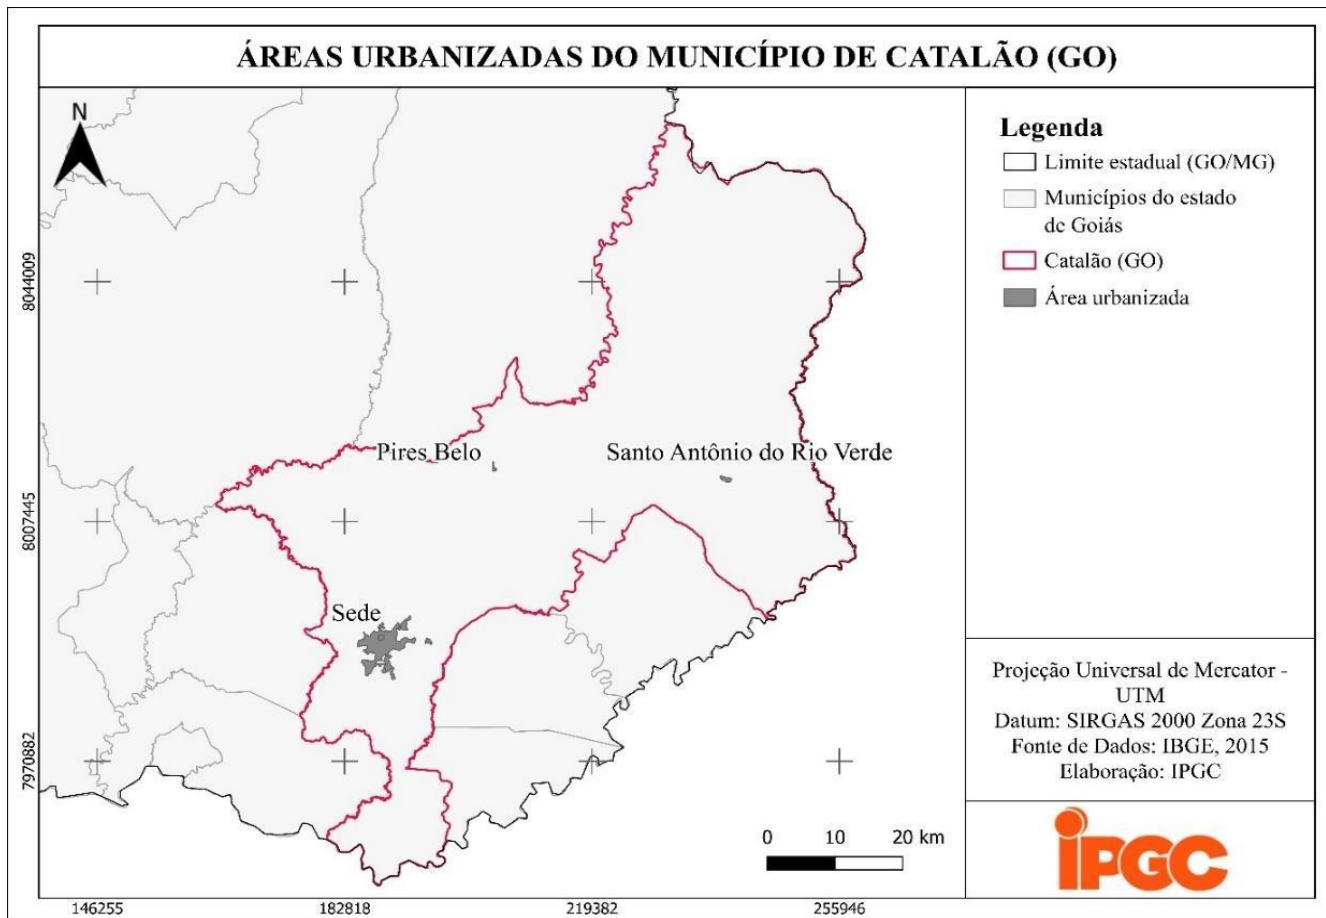 ÁREAS URBANIZADAS DO MUNICÍPIO DE CATALÃO (GO)
N
8044009
8007445
7970882
Pires Belo
Santo Antônio do Rio Verde
Sede
0 10 20 km
146255 182818 219382 255946
Legenda
Limite estadual (GO/MG)
Municípios do estado
de Goiás
Catalão (GO)
Área urbanizada
Projeção Universal de Mercator -
UTM
Datum: SIRGAS 2000 Zona 23S
Fonte de Dados: IBGE, 2015
Elaboração: IPGC
iPGC